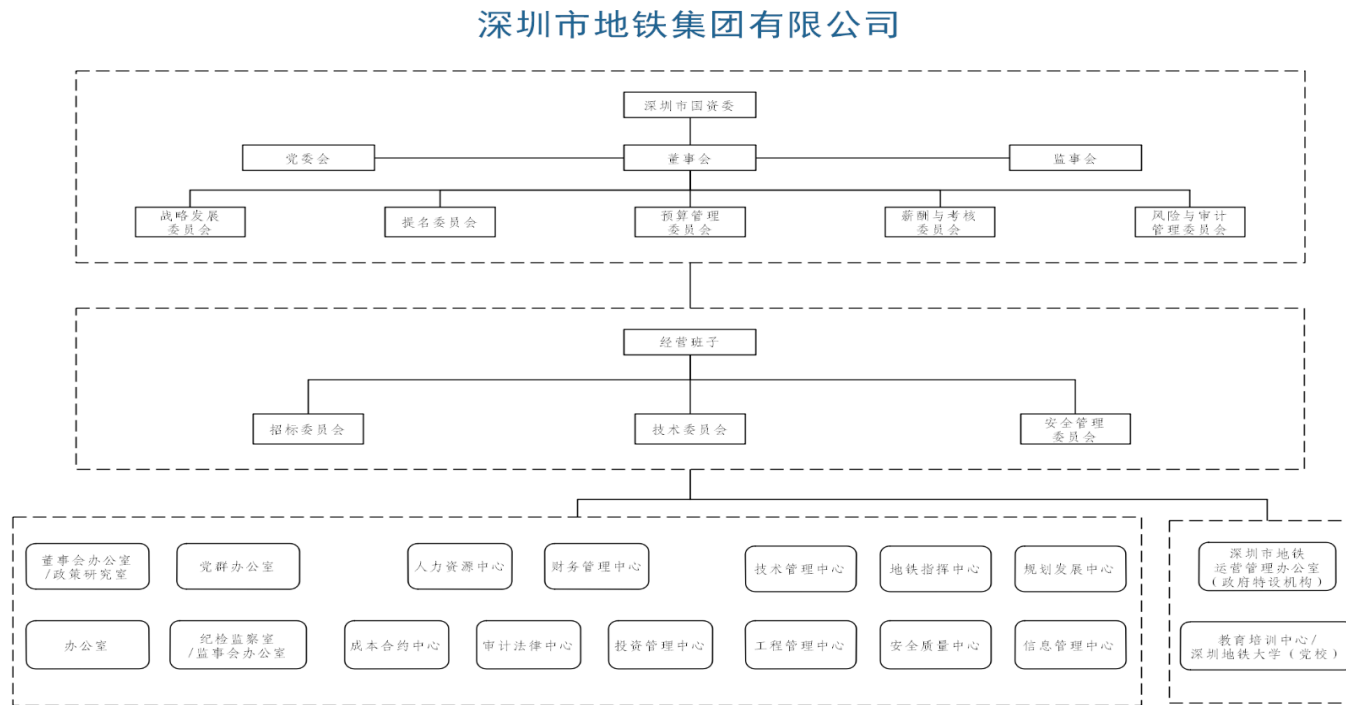 深圳市地铁集团有限公司
深圳市国资委
党委会
董事会
监事会
战略发展
委员会
提名委员会
预算管理
委员会
薪酬与考核
委员会
风险与审计
管理委员会
经营班子
招标委员会
技术委员会
安全管理
委员会
董事会办公室
/政策研究室
党群办公室
人力资源中心
财务管理中心
技术管理中心
地铁指挥中心
规划发展中心
深圳市地铁
运营管理办公室
（政府特设机构）
办公室
纪检监察室
/监事会办公室
成本合约中心
审计法律中心
投资管理中心
工程管理中心
安全质量中心
信息管理中心
教育培训中心/
深圳地铁大学（党校）